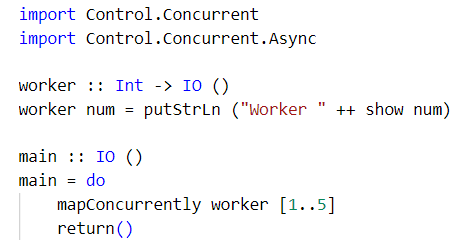 import Control.Concurrent
import Control.Concurrent.Async
worker :: Int -> IO ()
worker num = putStrLn ("Worker " ++ show num)
main :: IO ()
main = do
    mapConcurrently worker [1..5]
    return()